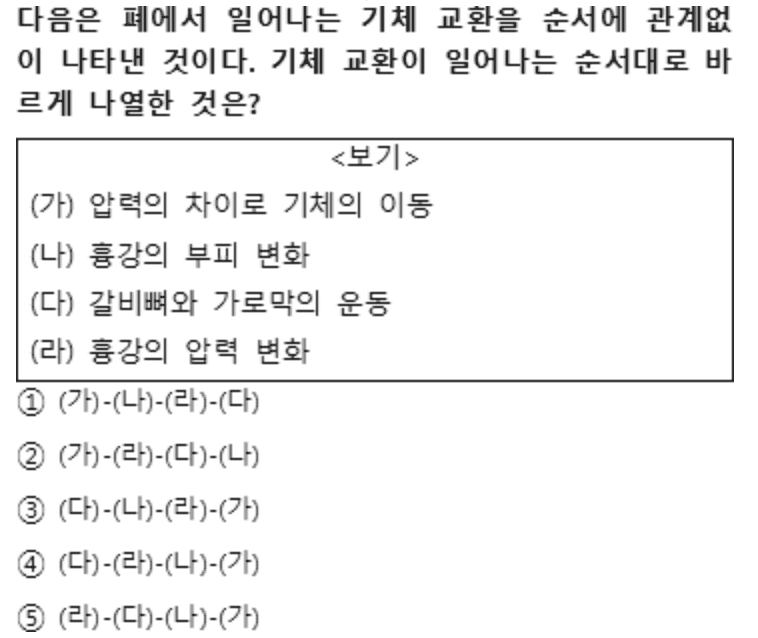 다음은 폐에서 일어나는 기체 교환을 순서에 관계없
이 나타낸 것이다. 기체 교환이 일어나는 순서대로 바
르게 나열한 것은?
<보기>
(가) 압력의 차이로 기체의 이동
(나) 흉강의 부피 변화
(다) 갈비뼈와 가로막의 운동
(라) 흉강의 압력 변화
① (가)-(나)-(라)-(다)
② (가)-(라)-(다)-(나)
③ (다)-(나)-(라)-(가)
④ (다)-(라)-(나)-(가)
⑤ (라)-(다)-(나)-(가)